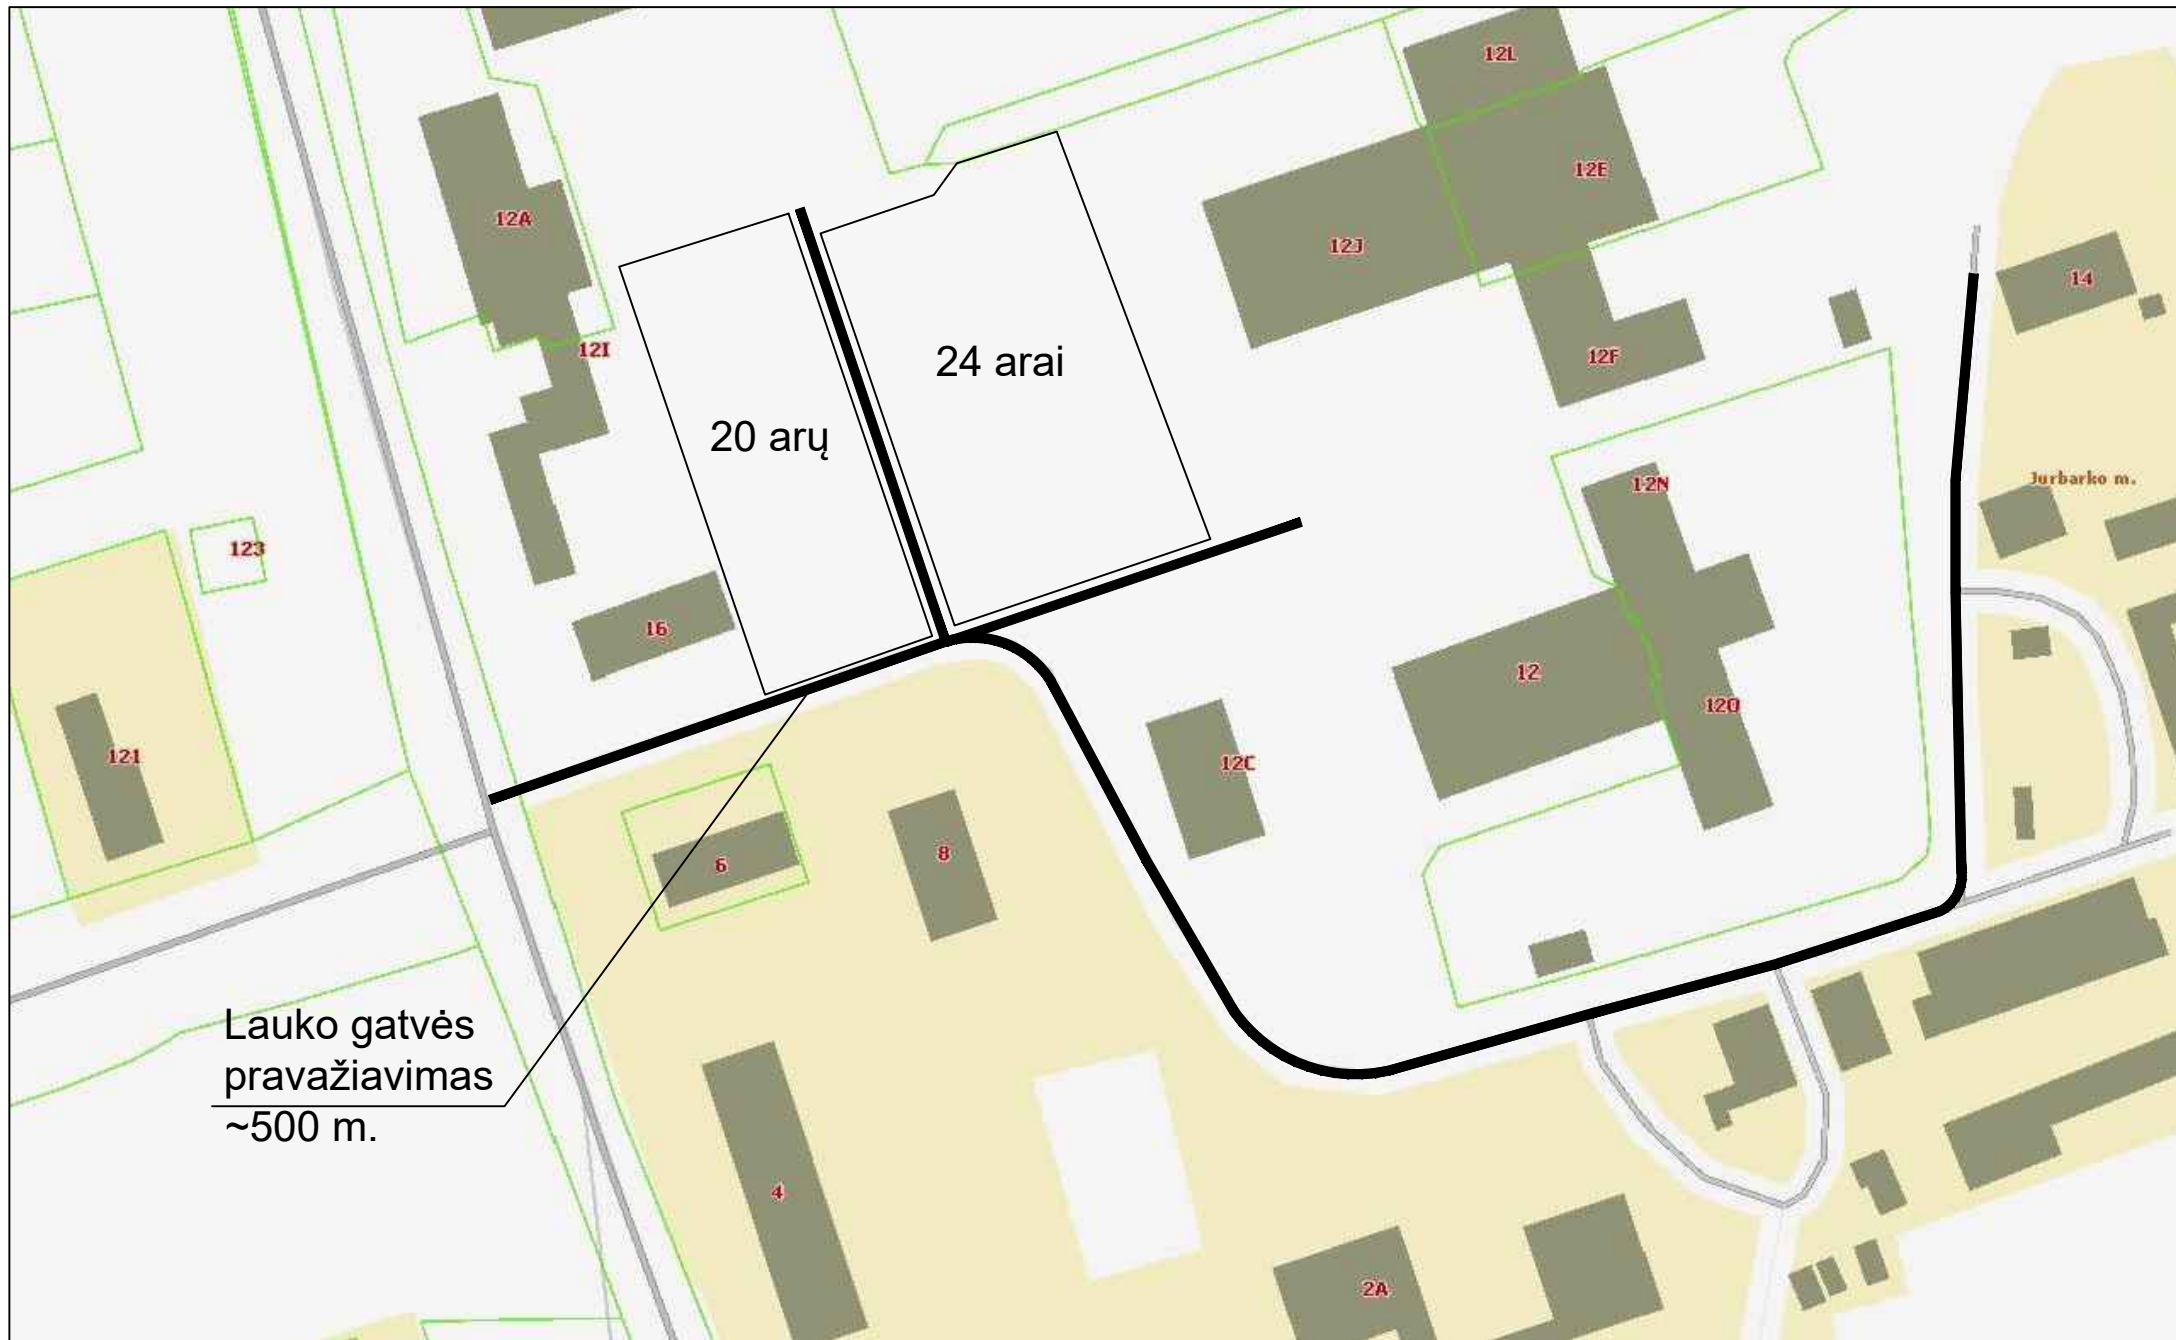 12L
12E
12A
12J
14
12I
24 arai
12F
20 arų
12N
Jurbarko m.
123
16
12
12O
121
12C
8
6
Lauko gatvės
pravažiavimas
~500 m.
4
2A